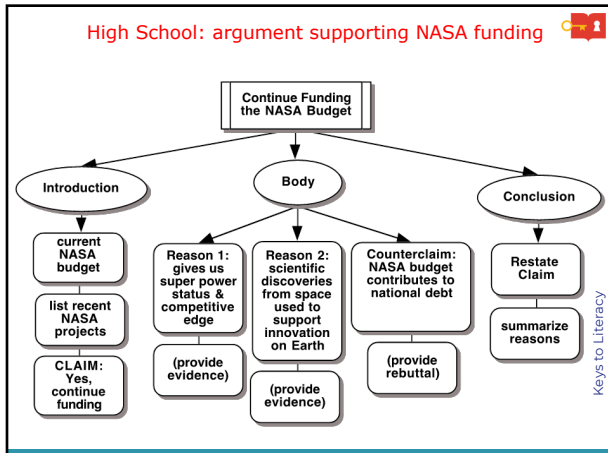 High School: argument supporting NASA funding
Continue Funding
the NASA Budget
Introduction
Body
Conclusion
current
NASA
budget
list recent
NASA
projects
CLAIM:
Yes,
continue
funding
Reason 1:
gives us
super power
status &
competitive
edge
(provide
evidence)
Reason 2:
scientific
discoveries
from space
used to
support
innovation
on Earth
(provide
evidence)
Counterclaim:
NASA budget
contributes to
national debt
(provide
rebuttal)
Restate
Claim
summarize
reasons
Keys to Literacy